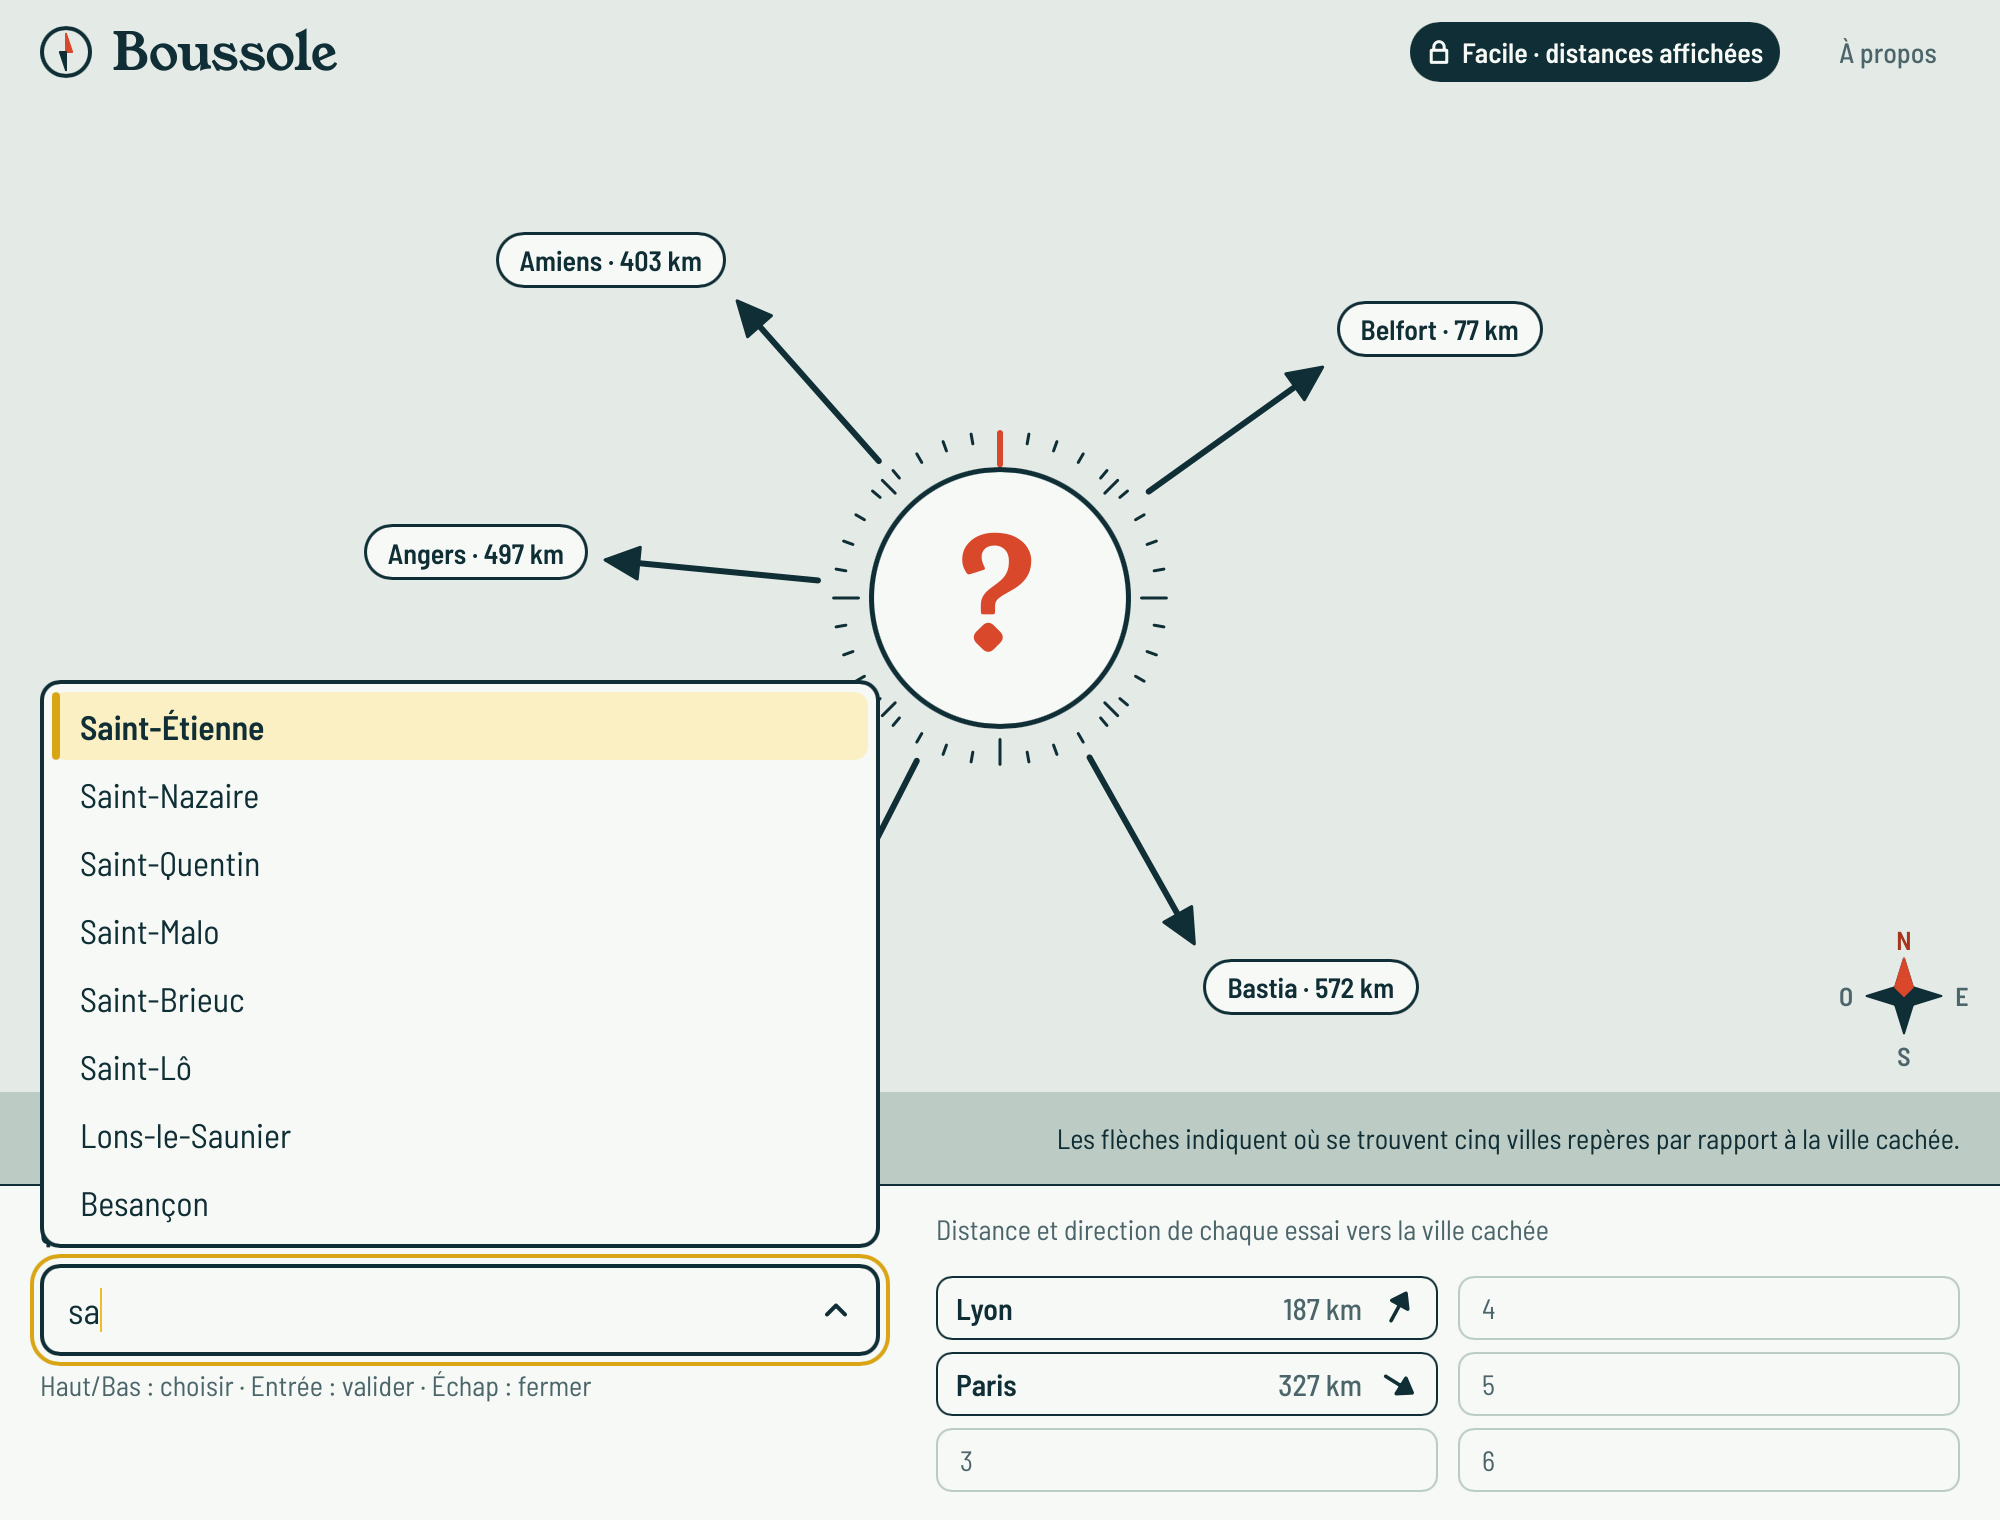 Boussole
Facile · distances affichées
À propos
Amiens · 403 km
Belfort · 77 km
Angers · 497 km
?
Bastia · 572 km
N
O
E
S
Saint-Étienne
Saint-Nazaire
Saint-Quentin
Saint-Malo
Saint-Brieuc
Saint-Lô
Lons-le-Saunier
Besançon
Les flèches indiquent où se trouvent cinq villes repères par rapport à la ville cachée.
sa
Haut/Bas : choisir · Entrée : valider · Échap : fermer
Distance et direction de chaque essai vers la ville cachée
Lyon 187 km
Paris 327 km
3
4
5
6